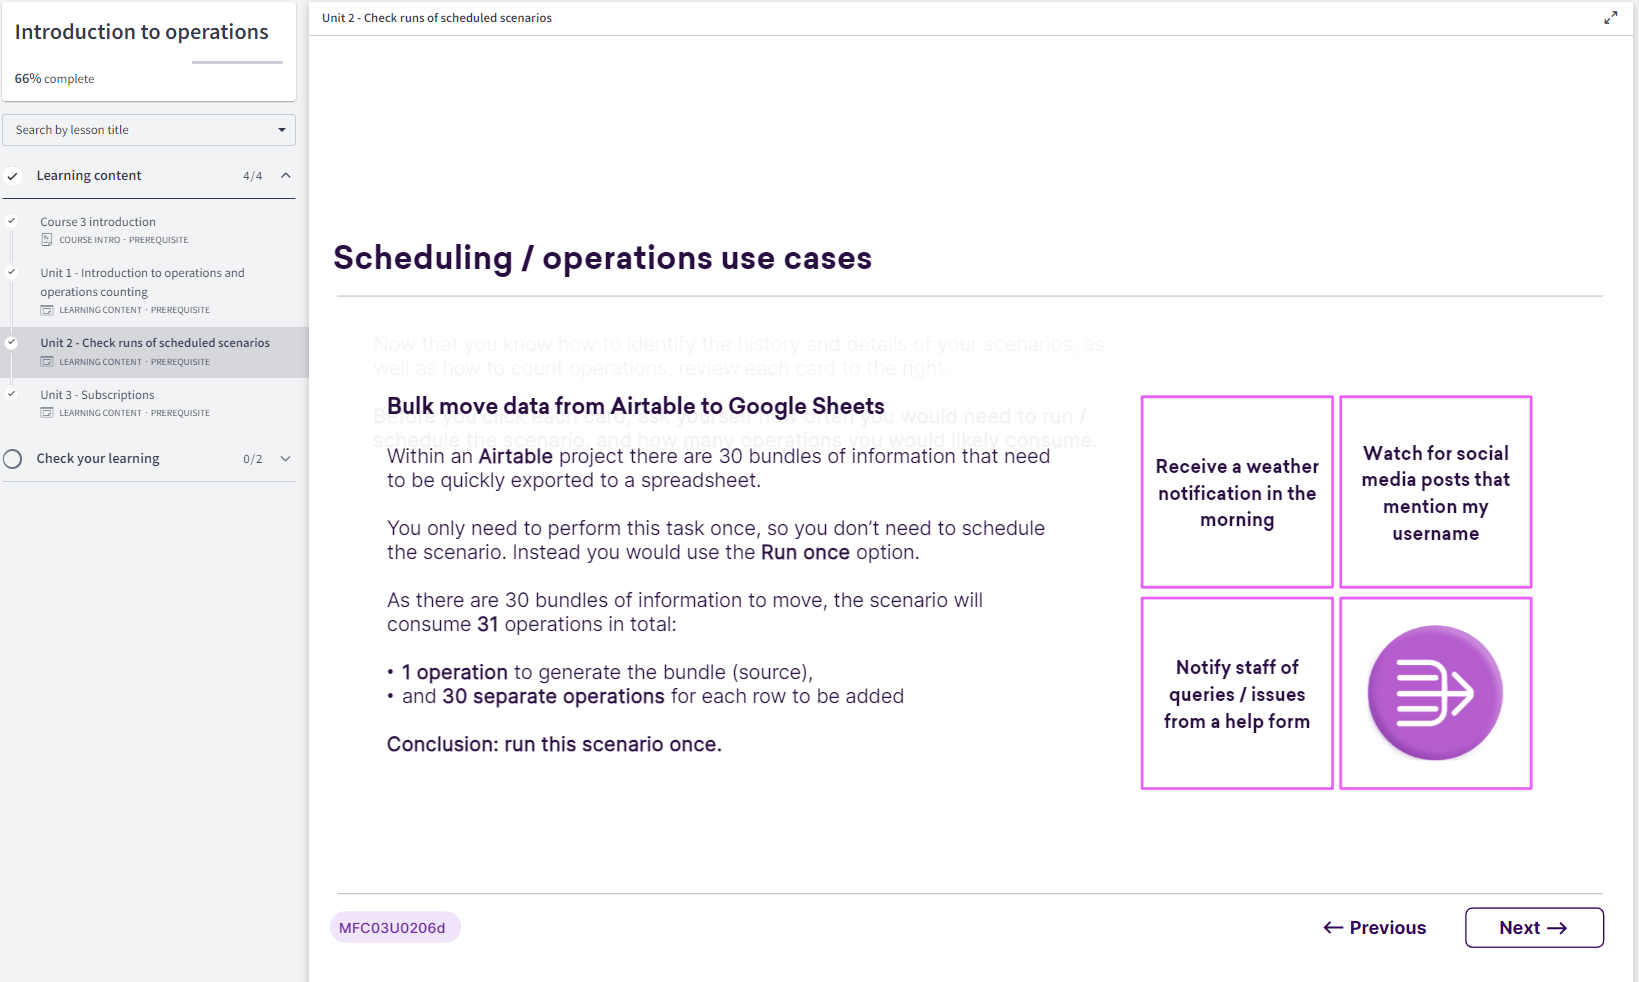 Introduction to operations
66% complete
Search by lesson title
Learning content 4/4
Course 3 introduction
COURSE INTRO · PREREQUISITE
Unit 1 - Introduction to operations and
operations counting
LEARNING CONTENT · PREREQUISITE
Unit 2 - Check runs of scheduled scenarios
LEARNING CONTENT · PREREQUISITE
Unit 3 - Subscriptions
LEARNING CONTENT · PREREQUISITE
Check your learning 0/2
Unit 2 - Check runs of scheduled scenarios
Scheduling / operations use cases
Now that you know how to identify the history and details of your scenarios, as
well as how to count operations, review each card to the right.
Before you click each card, ask yourself how often you would need to run /
schedule the scenario, and how many operations you would likely consume.
Bulk move data from Airtable to Google Sheets
Within an Airtable project there are 30 bundles of information that need
to be quickly exported to a spreadsheet.
You only need to perform this task once, so you don't need to schedule
the scenario. Instead you would use the Run once option.
As there are 30 bundles of information to move, the scenario will
consume 31 operations in total:
• 1 operation to generate the bundle (source),
• and 30 separate operations for each row to be added
Conclusion: run this scenario once.
Receive a weather
notification in the
morning
Watch for social
media posts that
mention my
username
Notify staff of
queries / issues
from a help form
MFC03U0206d
← Previous
Next →